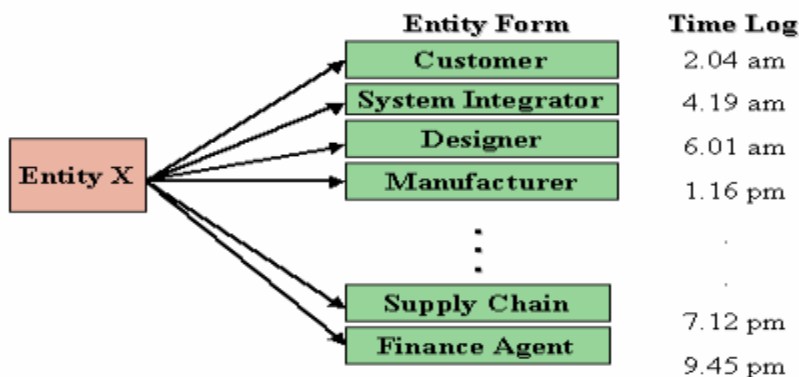 Entity Form Time Log
Customer 2.04 am
System Integrator 4.19 am
Designer 6.01 am
Entity X
Manufacturer 1.16 pm
Supply Chain 7.12 pm
Finance Agent 9.45 pm